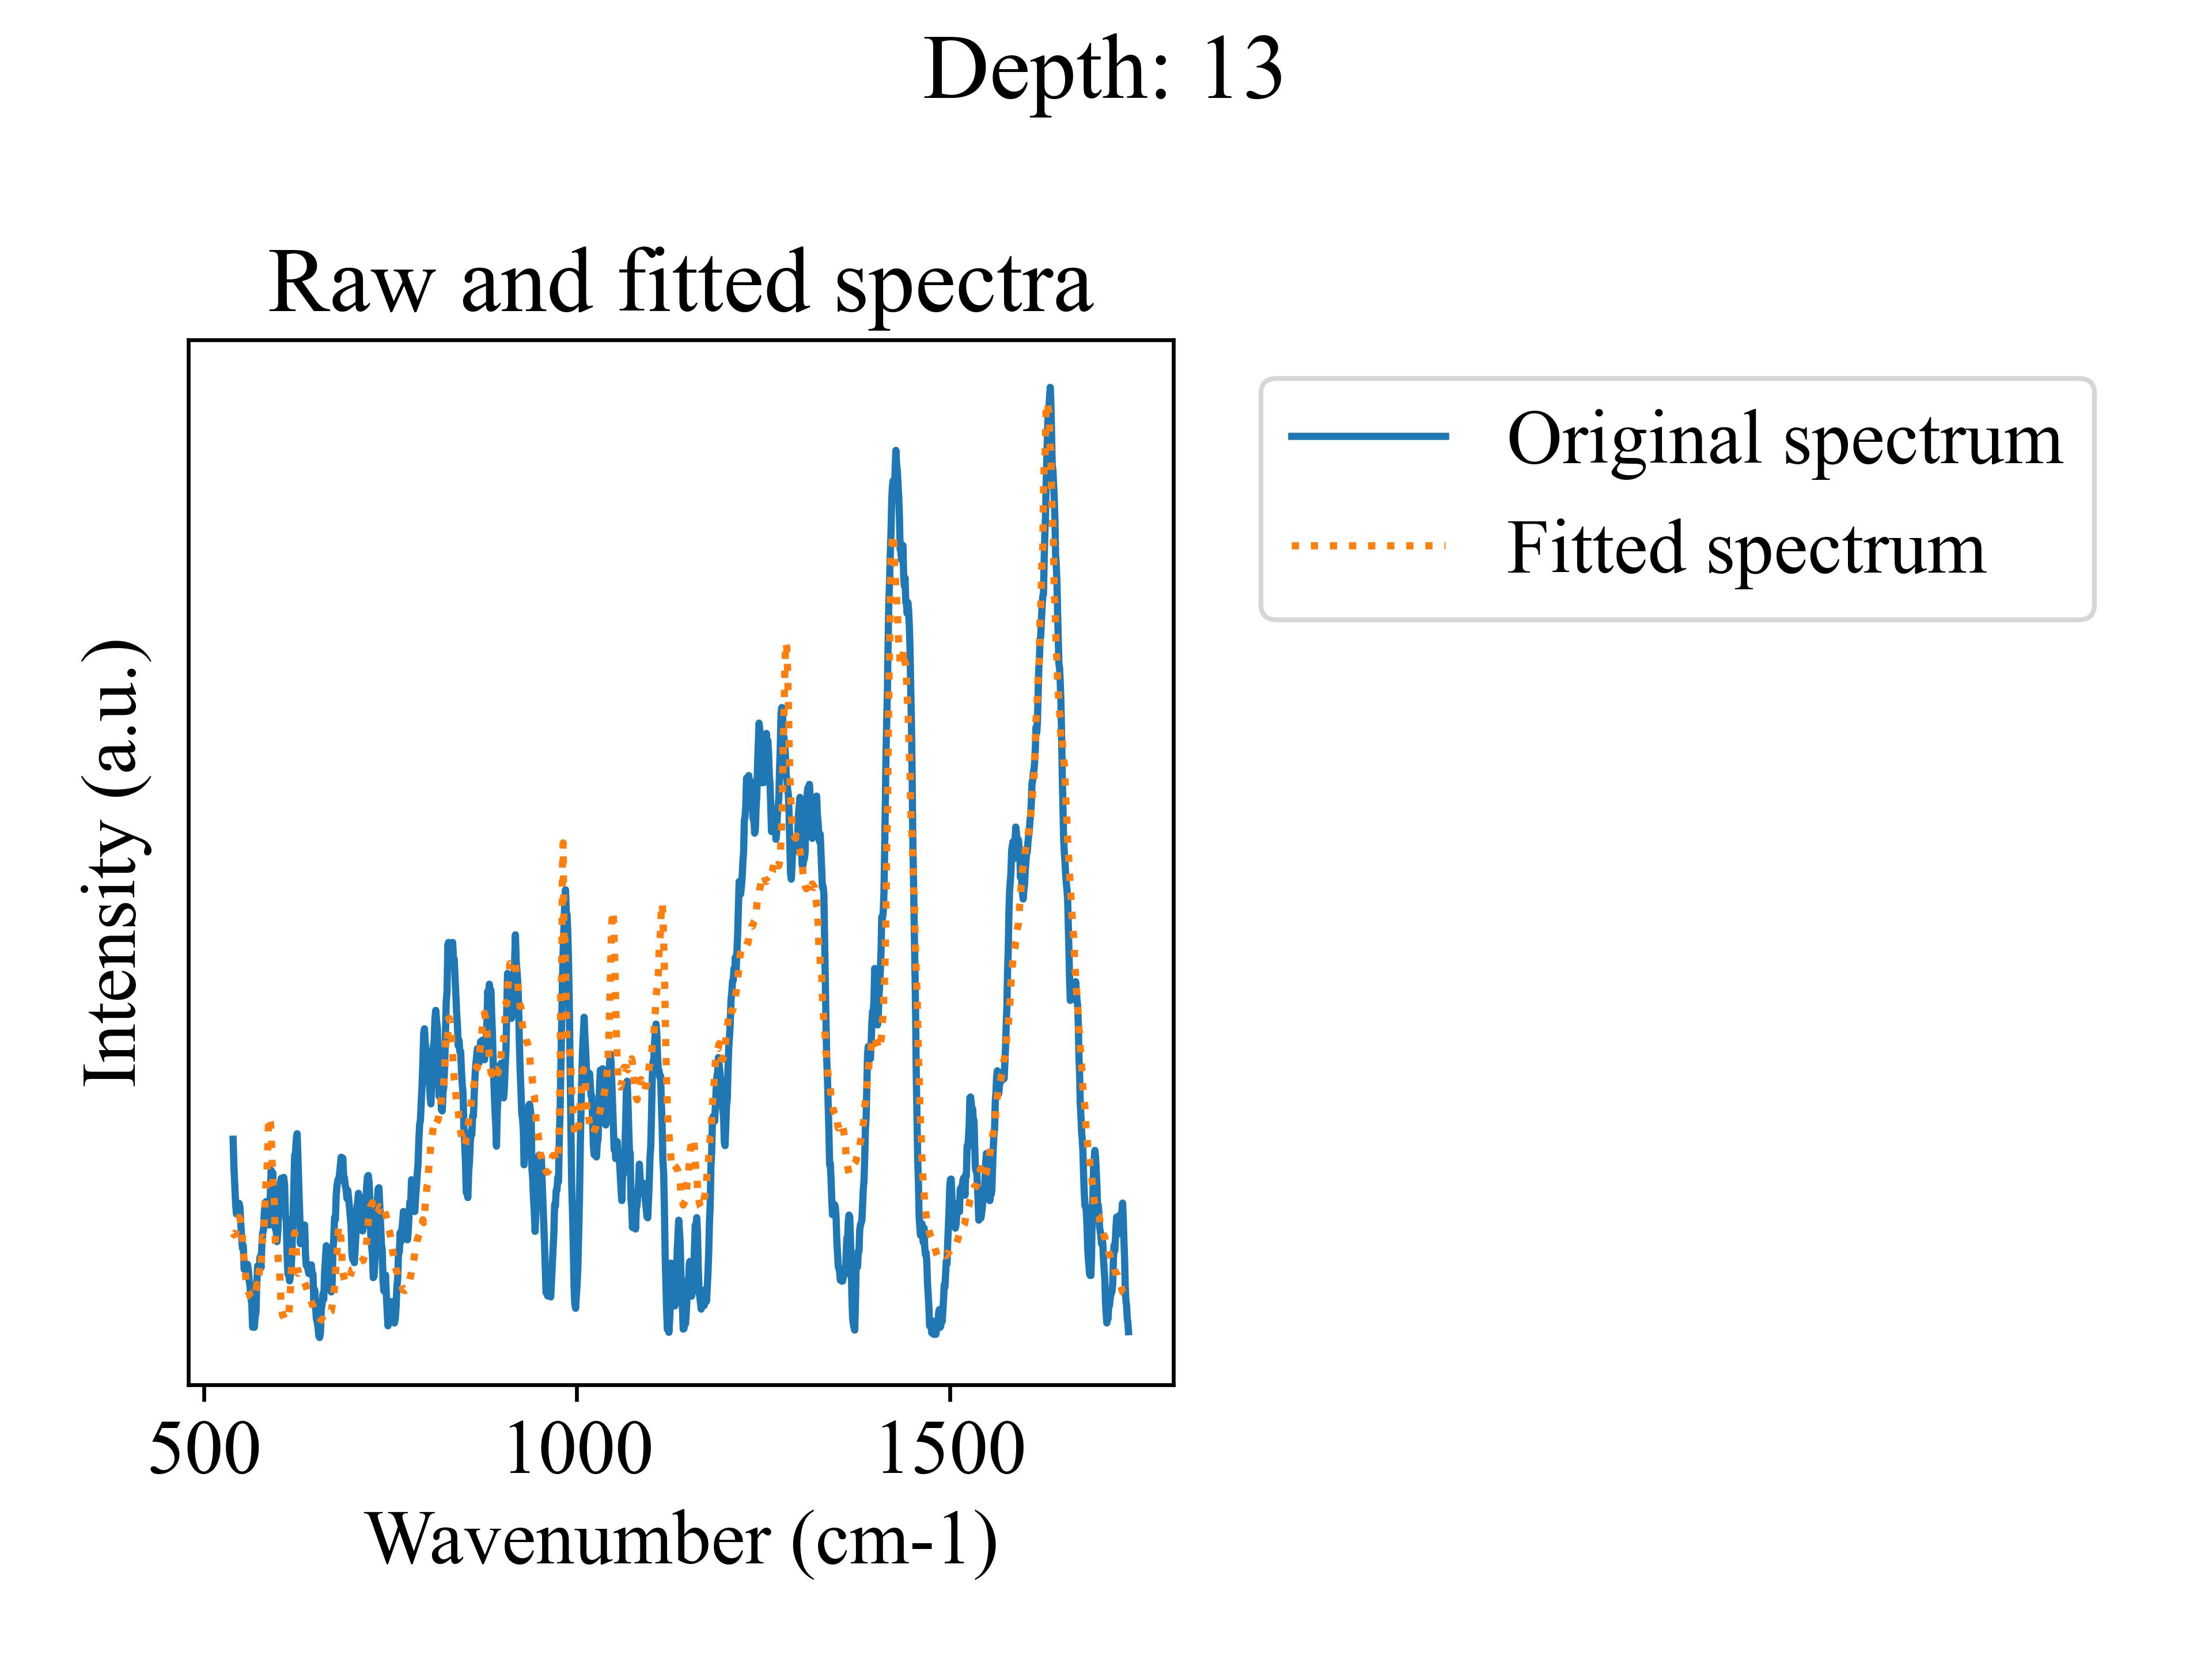 Depth: 13
Raw and fitted spectra
Original spectrum
Fitted spectrum
Intensity (a.u.)
500 1000 1500
Wavenumber (cm-1)